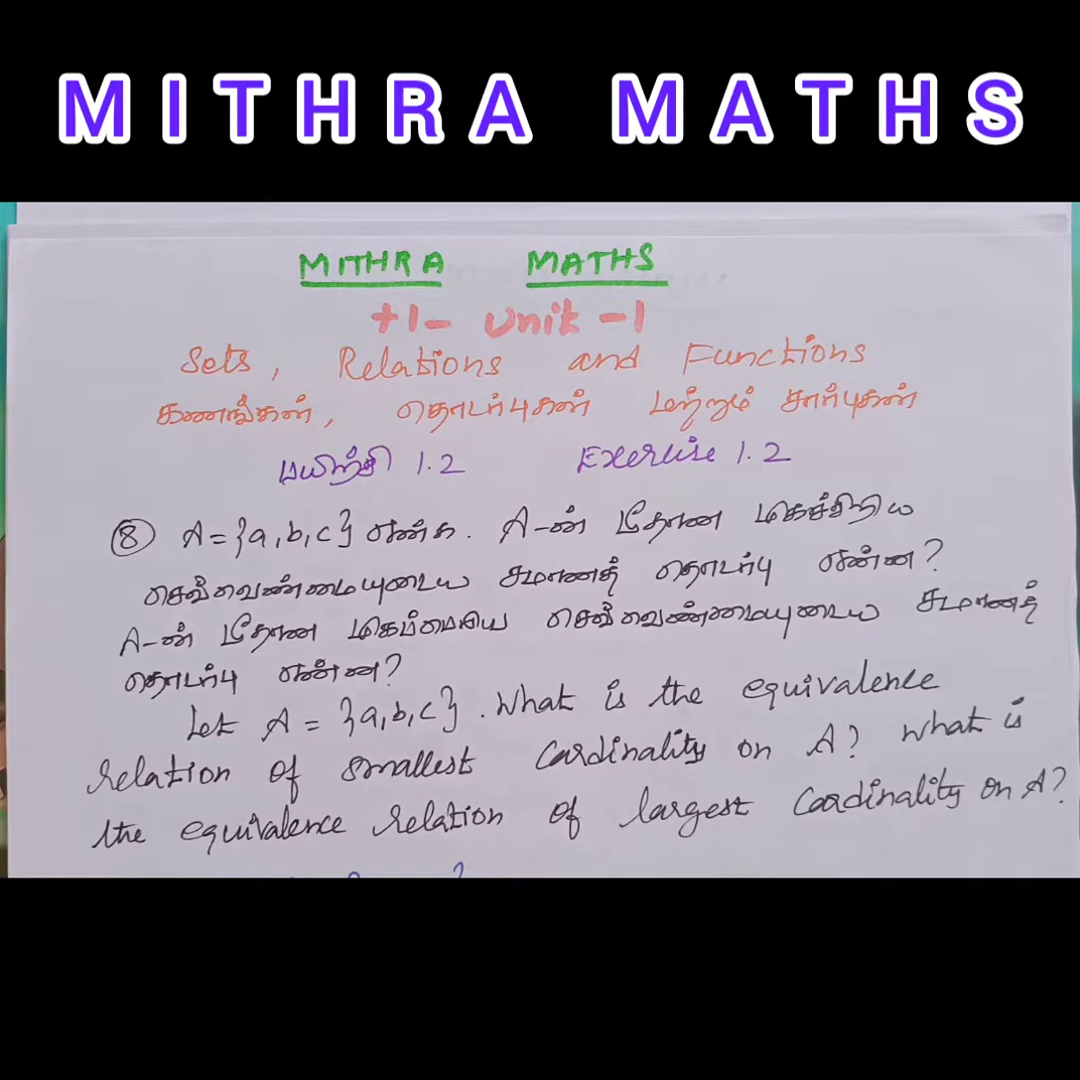 MITHRA MATHS
MITHRA MATHS
+1- Unit -1
Sets, Relations and Functions
கணங்கள், தொடர்புகள் மற்றும் சார்புகள்
பயிற்சி 1.2 Exercise 1.2
⑧ A = {a, b, c} என்க. A-ன் மீதான மிகச்சிறிய
செவ்வெண்மையுடைய சமானத் தொடர்பு என்ன?
A-ன் மீதான மிகப்பெரிய செவ்வெண்மையுடைய சமானத்
தொடர்பு என்ன?
Let A = {a, b, c}. What is the equivalence
relation of smallest cardinality on A? What is
the equivalence relation of largest cardinality on A?